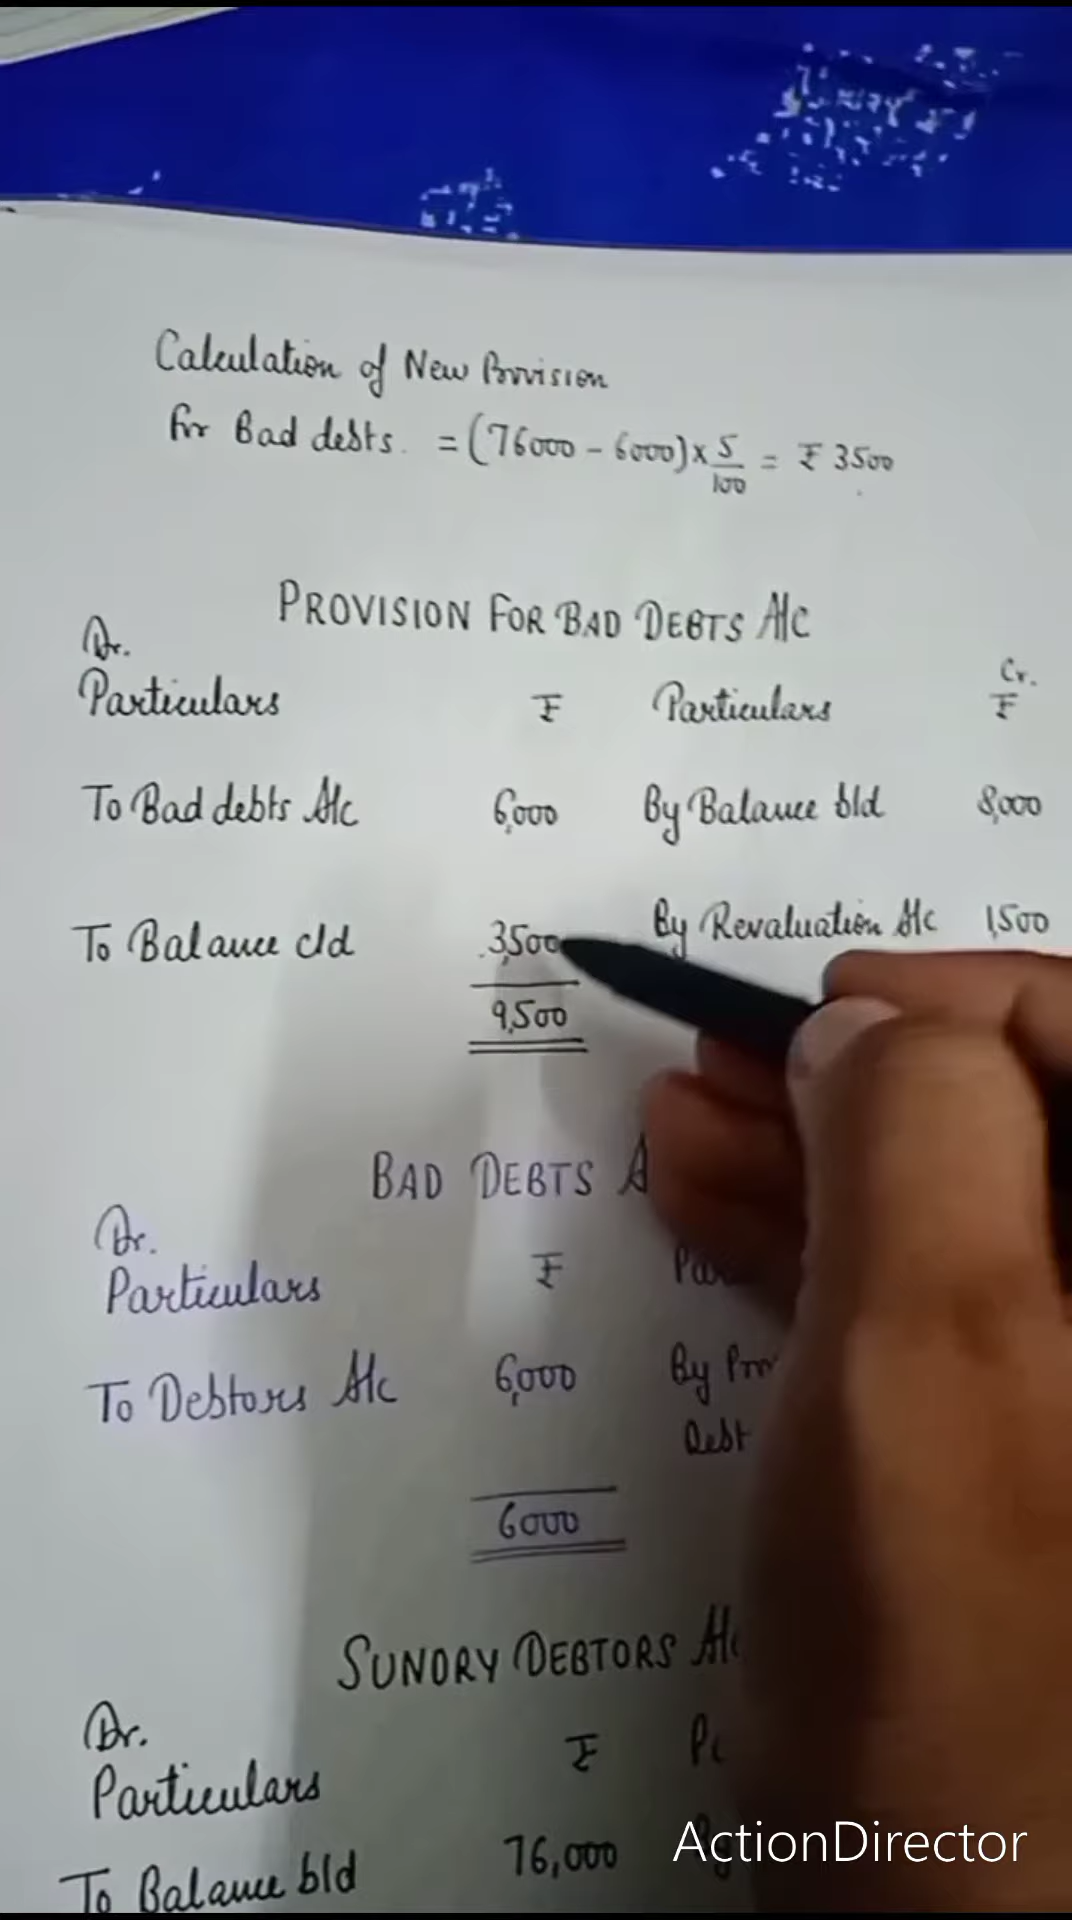 Calculation of New Provision
for Bad debts. = (76000 - 6000) x 5/100 = ₹ 3500
PROVISION FOR BAD DEBTS A/c
Dr.
Cr.
Particulars ₹ Particulars ₹
To Bad debts A/c 6,000 By Balance b/d 8,000
To Balance c/d 3,500 By Revaluation A/c 1,500
9,500
BAD DEBTS
Dr.
Particulars ₹
To Debtors A/c 6,000 By
Debt
6000
SUNDRY DEBTORS A/c
Dr.
Particulars ₹
To Balance b/d 76,000
ActionDirector